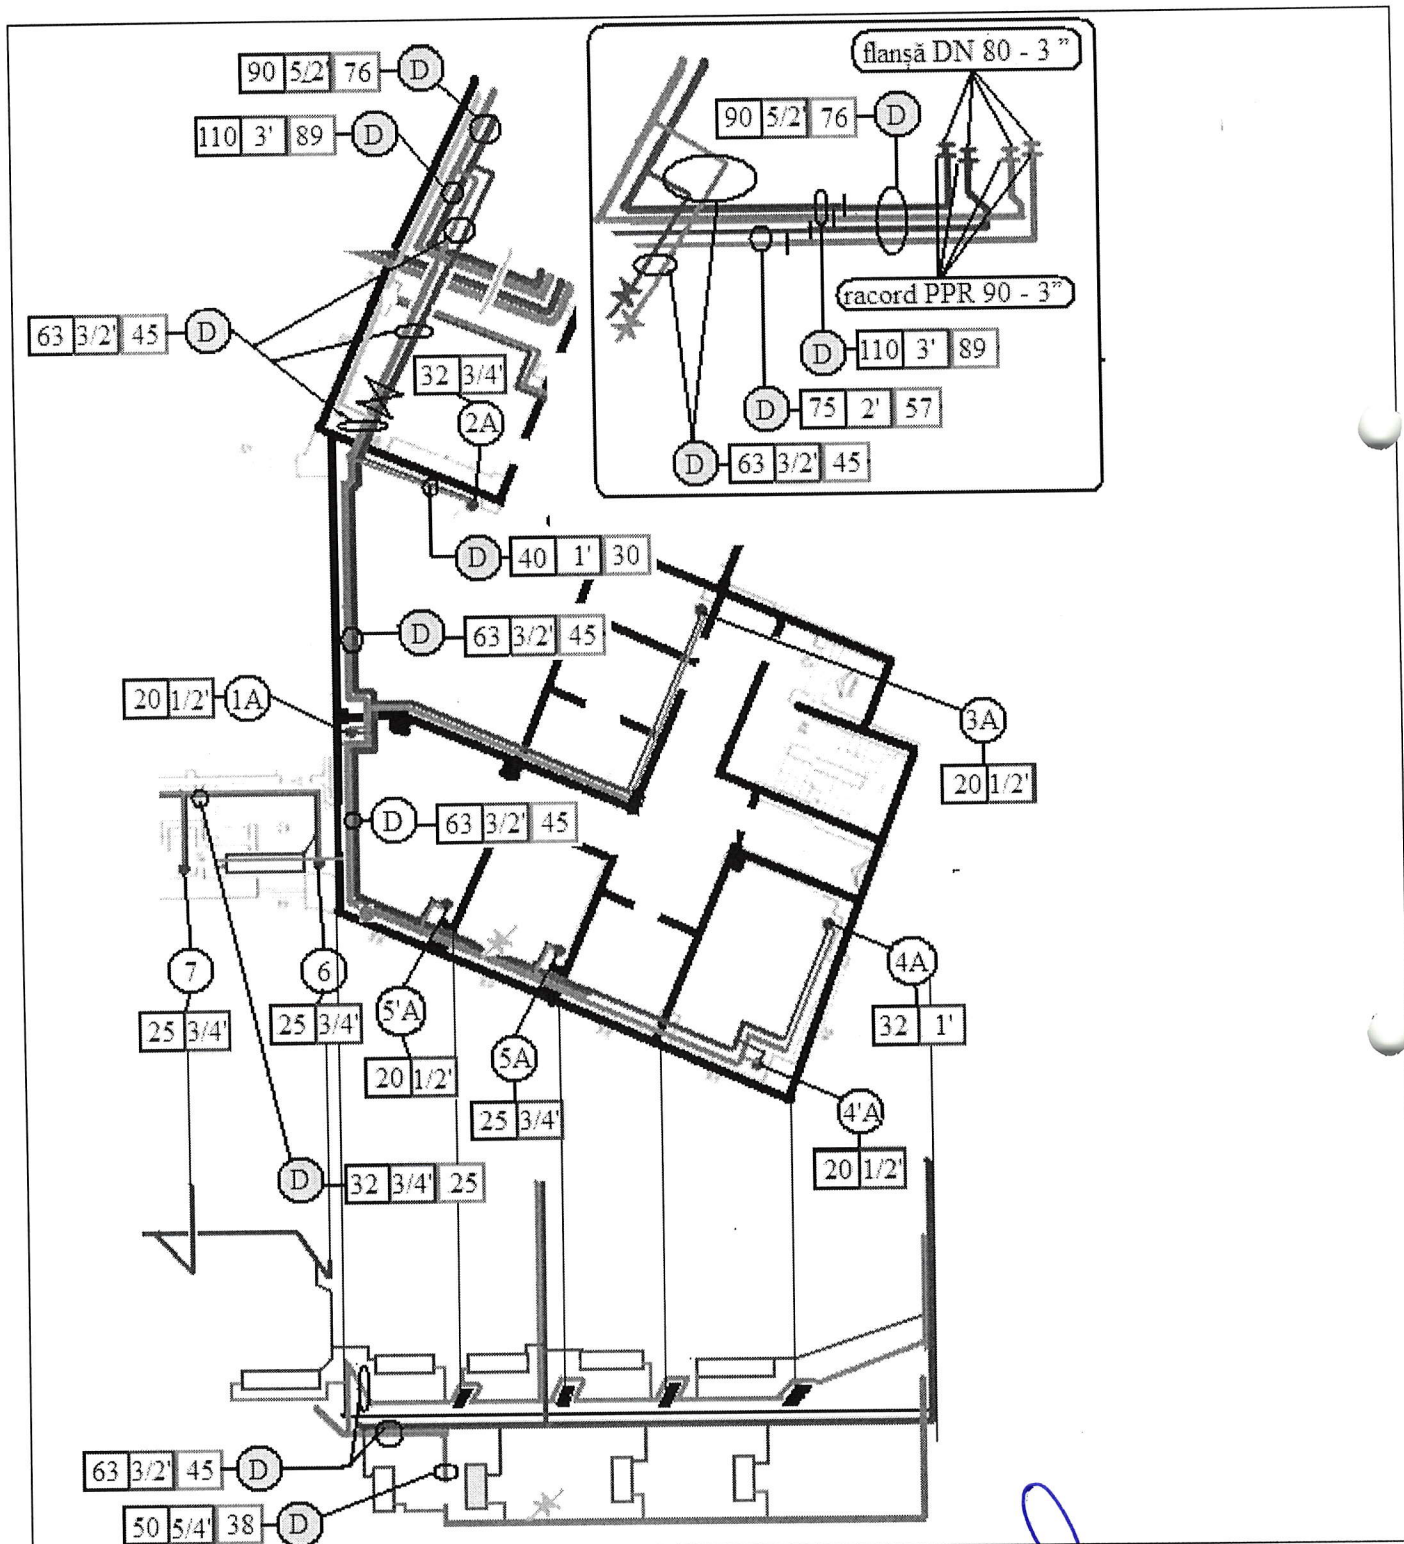 90 5/2' 76 D
110 3' 89 D
flanşă DN 80 - 3 ”
90 5/2' 76 D
racord PPR 90 - 3”
D 110 3' 89
D 75 2' 57
D 63 3/2' 45
63 3/2' 45 D
32 3/4'
2A
D 40 1' 30
D 63 3/2' 45
20 1/2' 1A
3A
20 1/2'
D 63 3/2' 45
7
25 3/4'
6
25 3/4'
5'A
20 1/2'
5A
25 3/4'
4A
32 1'
4'A
20 1/2'
D 32 3/4' 25
63 3/2' 45 D
50 5/4' 38 D